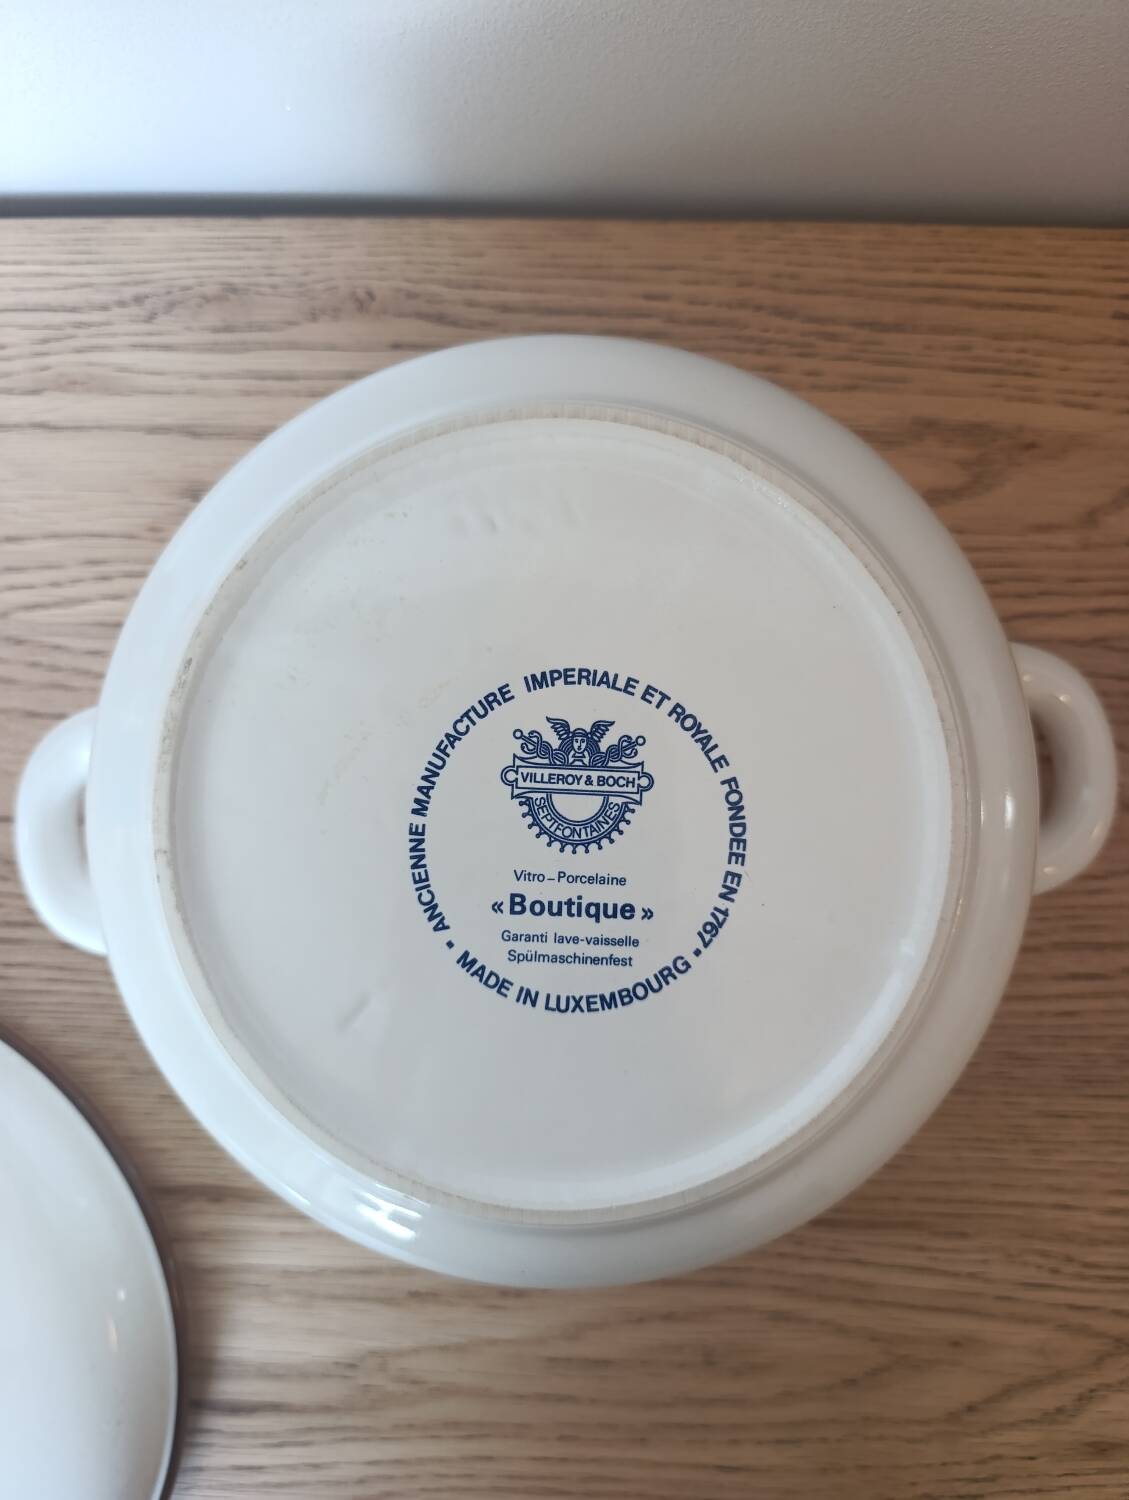 ANCIENNE MANUFACTURE IMPERIALE ET ROYALE FONDEE EN 1767 •
VILLEROY & BOCH
SEPTFONTAINES
Vitro-Porcelaine
«Boutique»
Garanti lave-vaisselle
Spülmaschinenfest
• MADE IN LUXEMBOURG